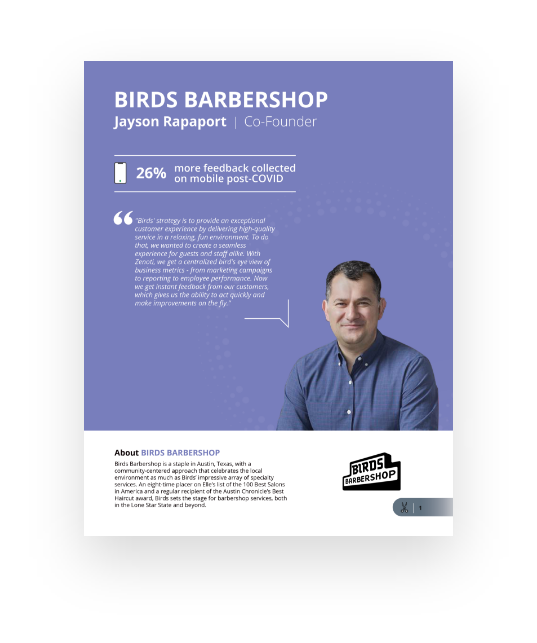 BIRDS BARBERSHOP
Jayson Rapaport | Co-Founder
26% more feedback collected
on mobile post-COVID
“Birds’ strategy is to provide an exceptional
customer experience by delivering high-quality
service in a relaxing, fun environment. To do
that, we wanted to create a seamless
experience for guests and staff alike. With
Zenoti, we get a centralized bird's eye view of
business metrics - from marketing campaigns
to reporting to employee performance. Now
we get instant feedback from our customers,
which gives us the ability to act quickly and
make improvements on the fly.”
About BIRDS BARBERSHOP
Birds Barbershop is a staple in Austin, Texas, with a
community-centered approach that celebrates the local
environment as much as Birds’ impressive array of specialty
services. An eight-time placer on Elle’s list of the 100 Best Salons
in America and a regular recipient of the Austin Chronicle’s Best
Haircut award, Birds sets the stage for barbershop services, both
in the Lone Star State and beyond.
BIRDS
BARBERSHOP